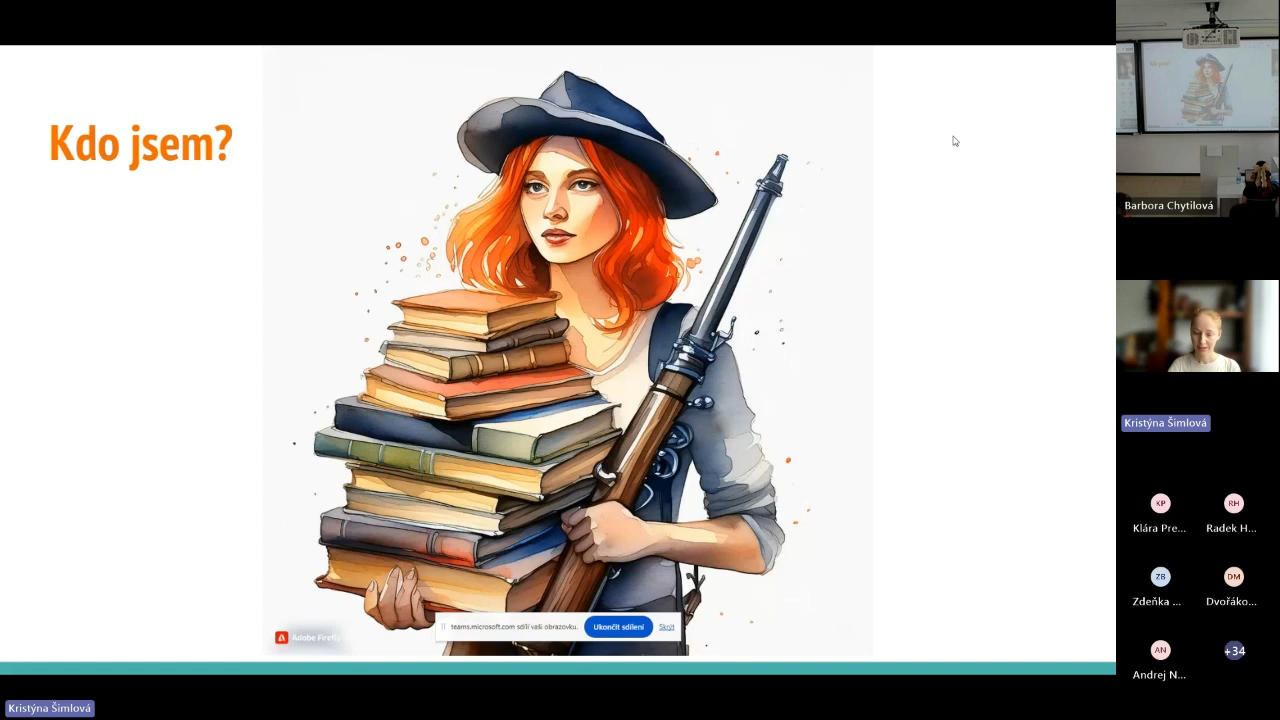 Kdo jsem?
Adobe Firefly
teams.microsoft.com sdílí vaši obrazovku.
Ukončit sdílení
Skrýt
Barbora Chytilová
Kristýna Šimlová
KP
RH
Klára Pre...
Radek H...
ZB
DM
Zdeňka ...
Dvořáko...
AN
+34
Andrej N...
Kristýna Šimlová